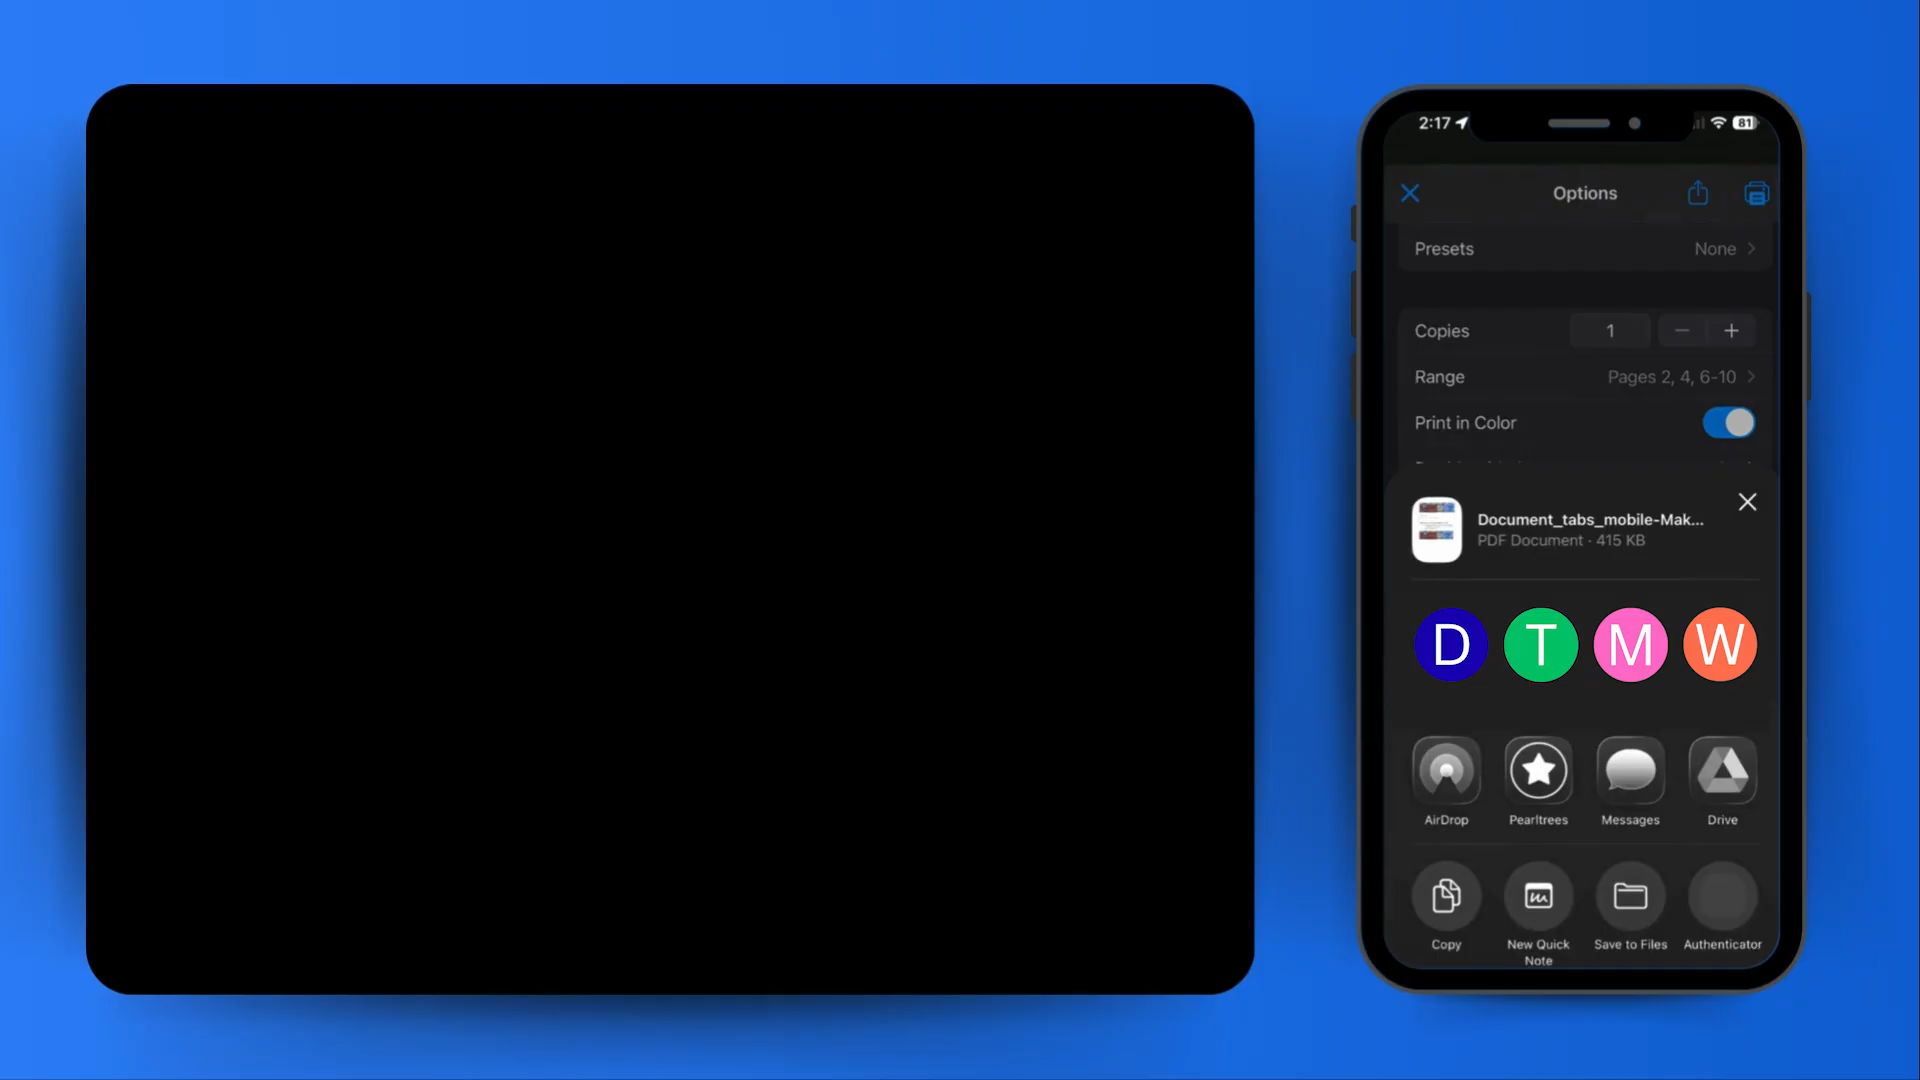 2:17
81
Options
Presets
None
Copies
1
Range
Pages 2, 4, 6-10
Print in Color
Document_tabs_mobile-Mak...
PDF Document · 415 KB
D
T
M
W
AirDrop
Pearltrees
Messages
Drive
Copy
New Quick
Note
Save to Files
Authenticator